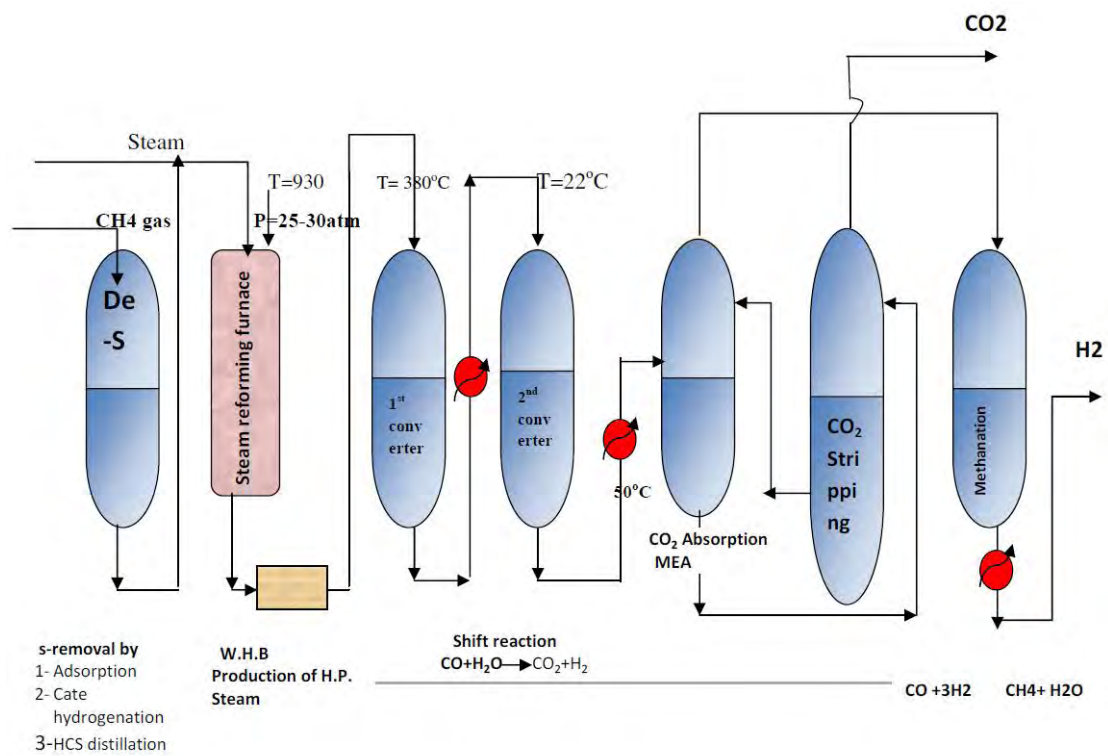 CO2
Steam
T=930
T= 380°C
T=22°C
CH4 gas
P=25-30atm
De
-S
Steam reforming furnace
1st
conv
erter
2nd
conv
erter
H2
CO2
Stri
ppi
ng
Methanation
50°C
CO2 Absorption
MEA
s-removal by
1- Adsorption
2- Cate
hydrogenation
3-HCS distillation
W.H.B
Production of H.P.
Steam
Shift reaction
CO+H2O→CO2+H2
CO +3H2 CH4+ H2O